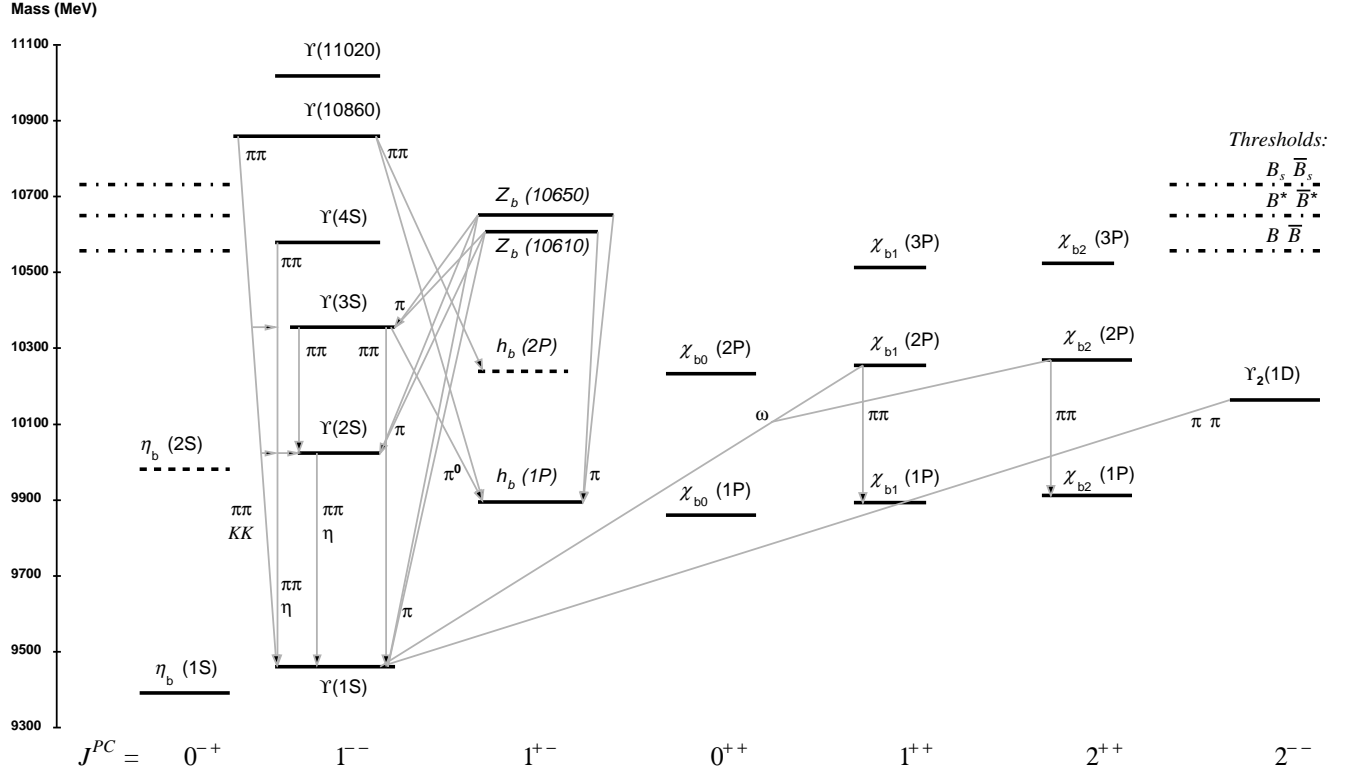 Mass (MeV)
11100
10900
10700
10500
10300
10100
9900
9700
9500
9300
ϒ(11020)
ϒ(10860)
ππ
ππ
ϒ(4S)
ππ
ϒ(3S)
ππ
ππ
ϒ(2S)
ππ
KK
ππ
η
ππ
η
ϒ(1S)
η_b (2S)
η_b (1S)
Z_b (10650)
Z_b (10610)
π
h_b (2P)
π
π⁰
h_b (1P)
π
π
χ_b0 (2P)
χ_b0 (1P)
ω
χ_b1 (3P)
χ_b1 (2P)
ππ
χ_b1 (1P)
χ_b2 (3P)
χ_b2 (2P)
ππ
χ_b2 (1P)
ϒ₂(1D)
π π
Thresholds:
B_s B̅_s
B* B̅*
B B̅
J^PC = 0⁻⁺ 1⁻⁻ 1⁺⁻ 0⁺⁺ 1⁺⁺ 2⁺⁺ 2⁻⁻